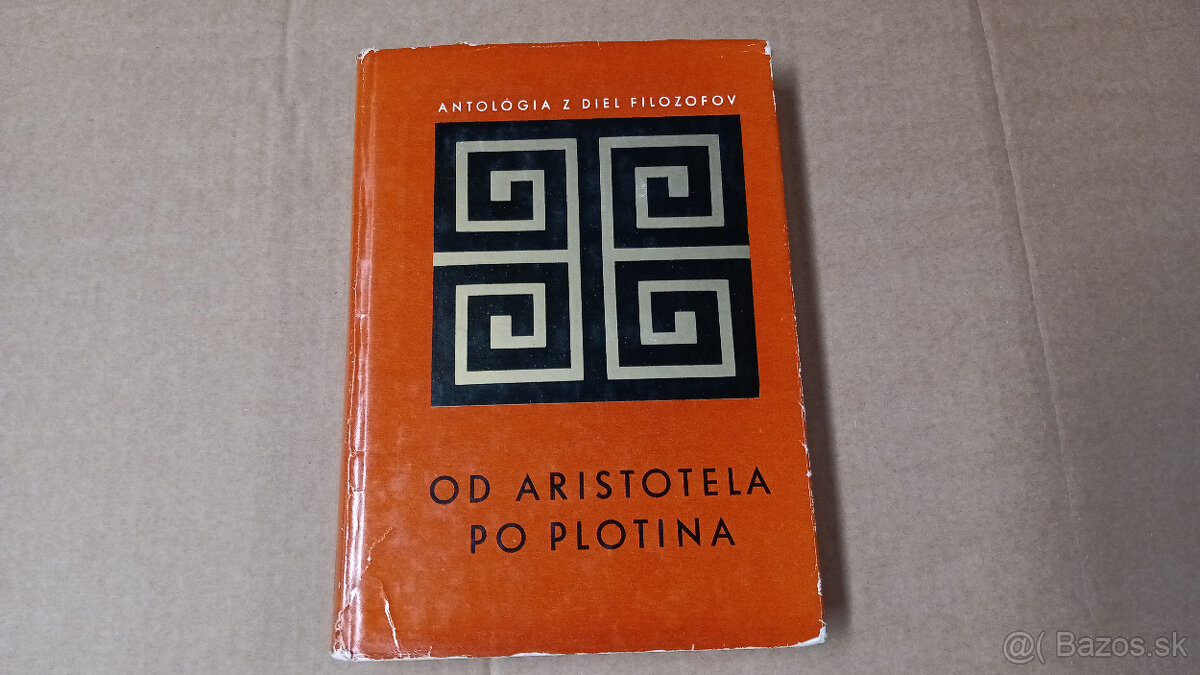 ANTOLÓGIA Z DIEL FILOZOFOV
OD ARISTOTELA
PO PLOTINA
@( Bazos.sk